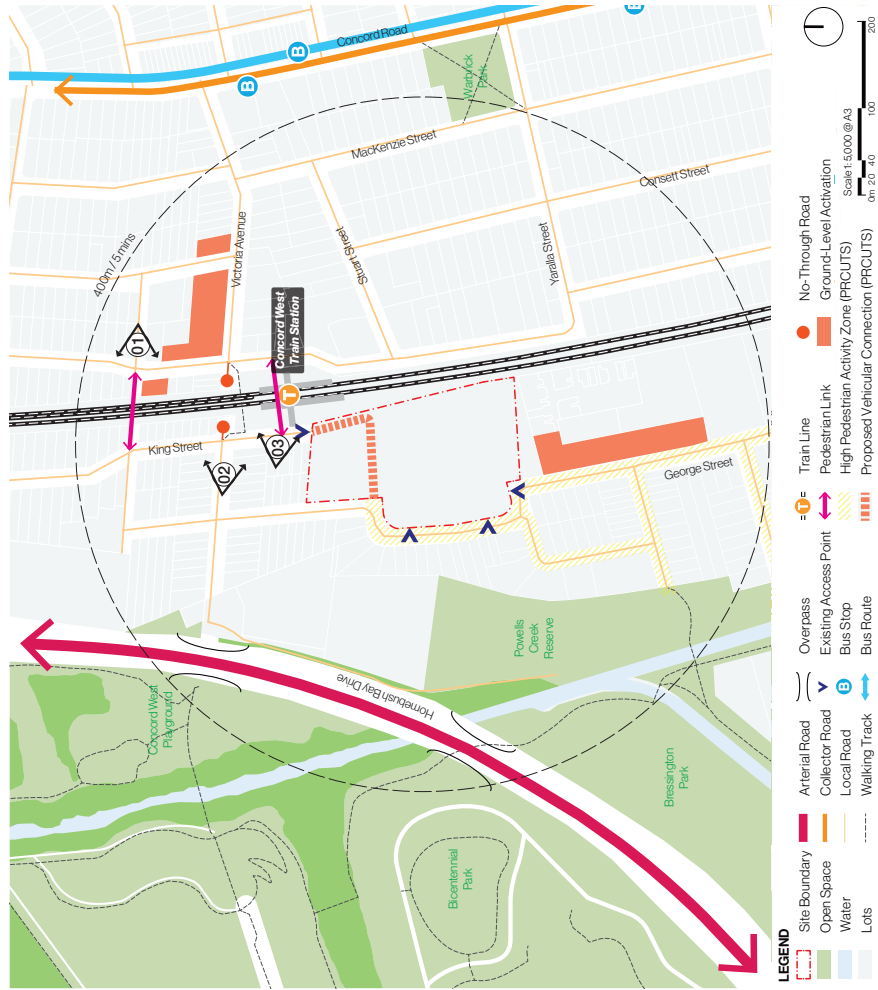 Concord Road
B
B
B
Warbrick
Park
MacKenzie Street
Consett Street
400m / 5 mins
Victoria Avenue
Stuart Street
Yaralla Street
01
Concord West
Train Station
T
King Street
02
03
George Street
Powells
Creek
Reserve
Homebush Bay Drive
Concord West
Playground
Bressington
Park
Bicentennial
Park
LEGEND
Site Boundary
Open Space
Water
Lots
Arterial Road
Collector Road
Local Road
Walking Track
Overpass
Existing Access Point
B
Bus Stop
Bus Route
=T=
Train Line
Pedestrian Link
High Pedestrian Activity Zone (PRCUTS)
Proposed Vehicular Connection (PRCUTS)
No-Through Road
Ground-Level Activation
Scale 1: 5,000 @ A3
0m 20 40 100 200